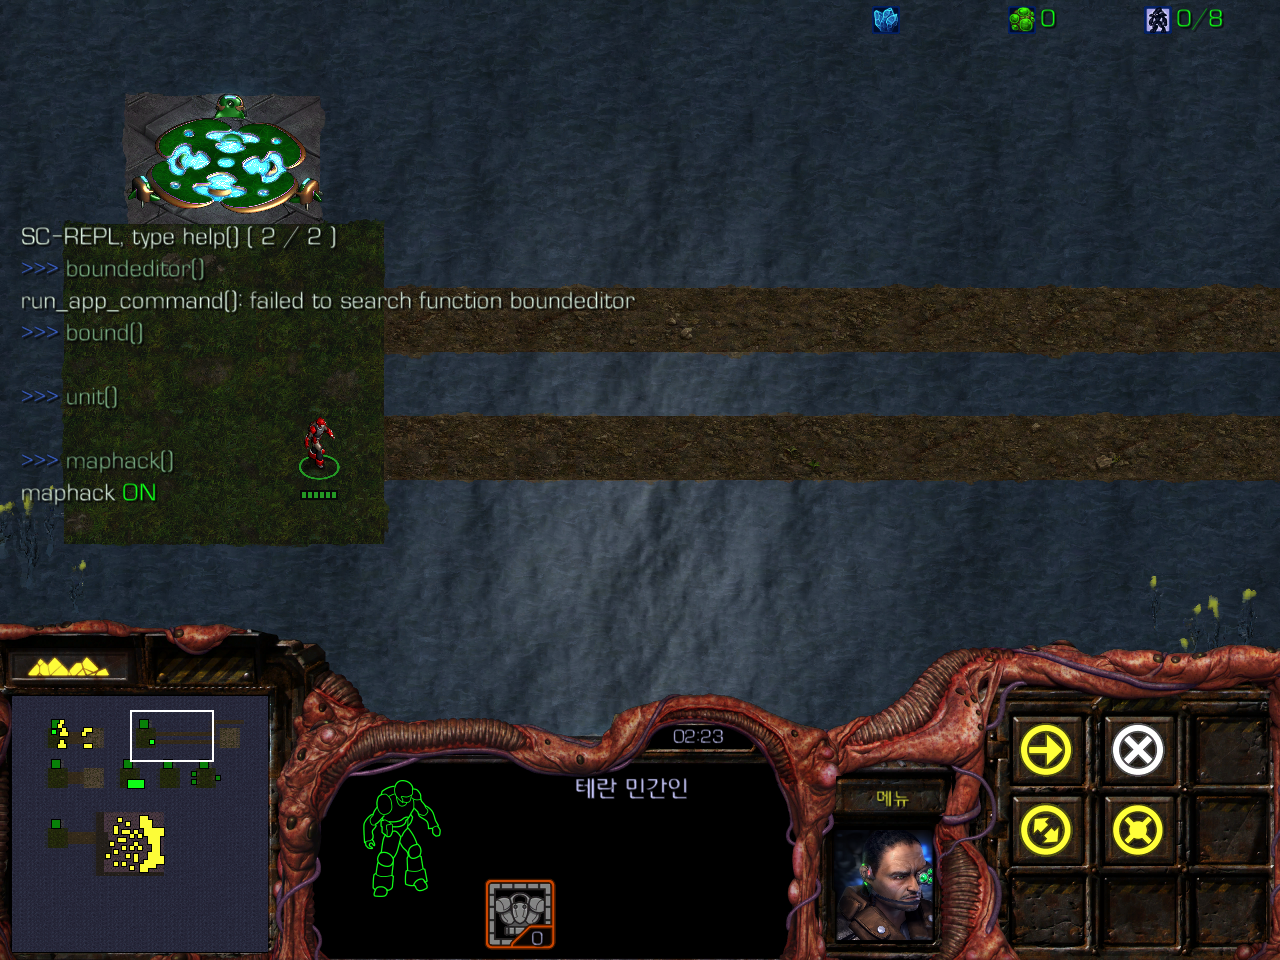 0
0/8
SC-REPL, type help() ( 2 / 2 )
>>> boundeditor()
run_app_command(): failed to search function boundeditor
>>> bound()
>>> unit()
>>> maphack()
maphack ON
02:23
테란 민간인
메뉴
0